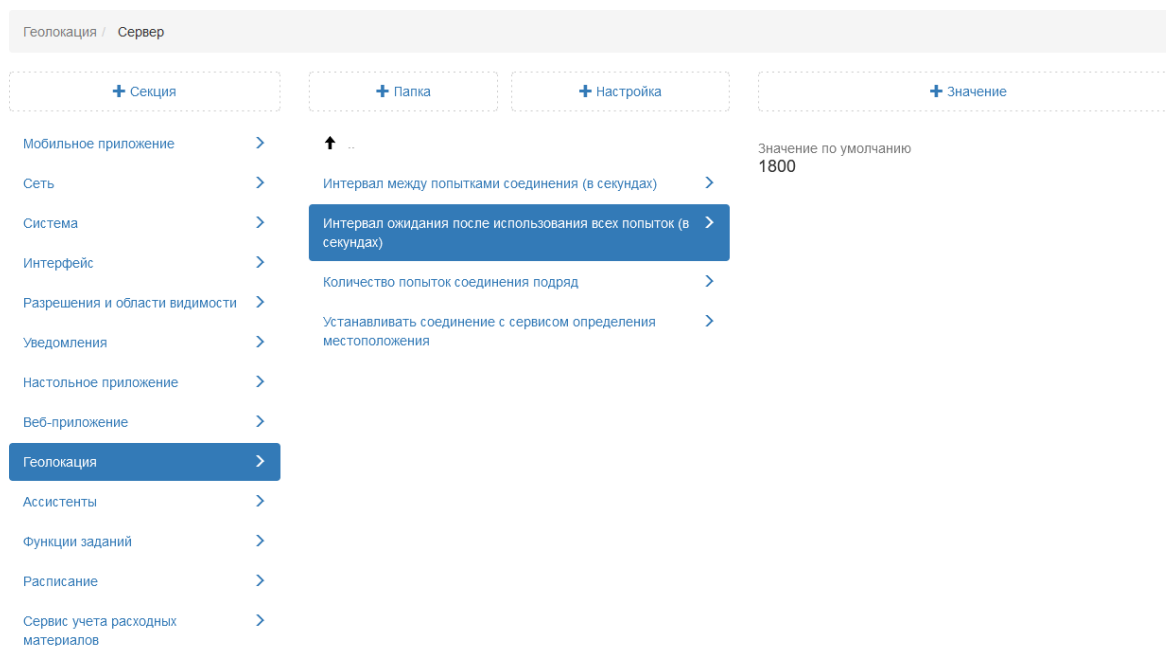 Геолокация / Сервер
Секция
Папка
Настройка
Значение
Мобильное приложение
Сеть
Система
Интерфейс
Разрешения и области видимости
Уведомления
Настольное приложение
Веб-приложение
Геолокация
Ассистенты
Функции заданий
Расписание
Сервис учета расходных
материалов
..
Интервал между попытками соединения (в секундах)
Интервал ожидания после использования всех попыток (в
секундах)
Количество попыток соединения подряд
Устанавливать соединение с сервисом определения
местоположения
Значение по умолчанию
1800